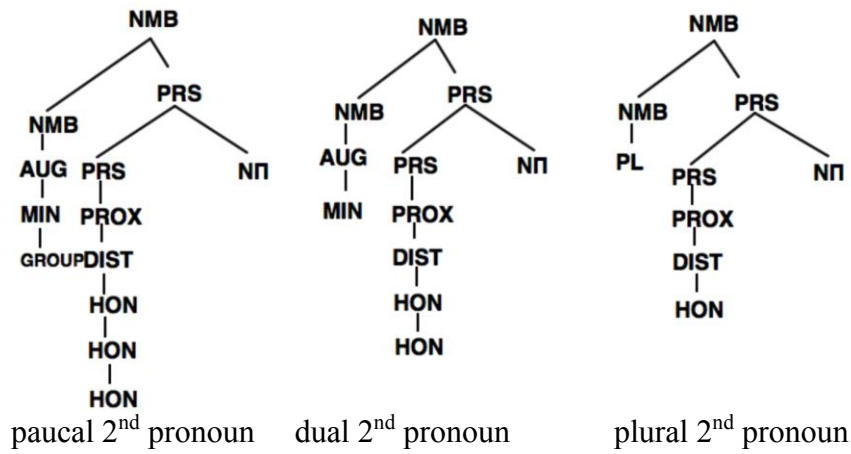 NMB NMB NMB
PRS PRS PRS
NMB NMB NMB
AUG PRS NΠ AUG PRS NΠ PL PRS NΠ
MIN PROX MIN PROX PROX
GROUP DIST DIST DIST
HON HON HON
HON HON
HON
paucal 2nd pronoun dual 2nd pronoun plural 2nd pronoun